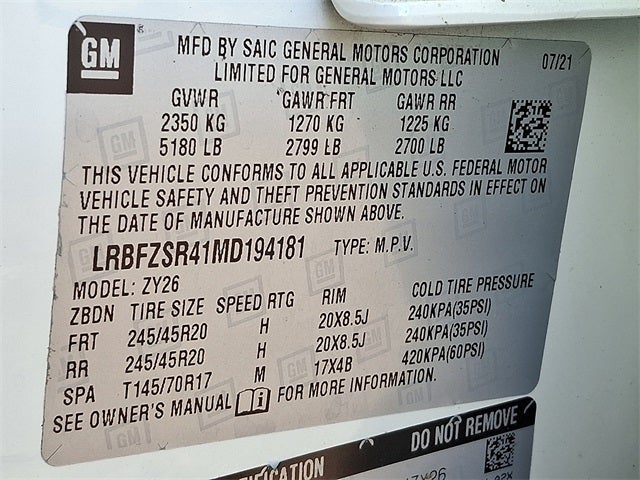 GM
MFD BY SAIC GENERAL MOTORS CORPORATION 07/21
LIMITED FOR GENERAL MOTORS LLC
GVWR GAWR FRT GAWR RR
2350 KG 1270 KG 1225 KG
5180 LB 2799 LB 2700 LB
THIS VEHICLE CONFORMS TO ALL APPLICABLE U.S. FEDERAL MOTOR
VEHICLE SAFETY AND THEFT PREVENTION STANDARDS IN EFFECT ON
THE DATE OF MANUFACTURE SHOWN ABOVE.
LRBFZSR41MD194181 TYPE: M.P.V.
MODEL: ZY26
ZBDN TIRE SIZE SPEED RTG RIM COLD TIRE PRESSURE
FRT 245/45R20 H 20X8.5J 240KPA(35PSI)
RR 245/45R20 H 20X8.5J 240KPA(35PSI)
SPA T145/70R17 M 17X4B 420KPA(60PSI)
SEE OWNER'S MANUAL FOR MORE INFORMATION.
DO NOT REMOVE